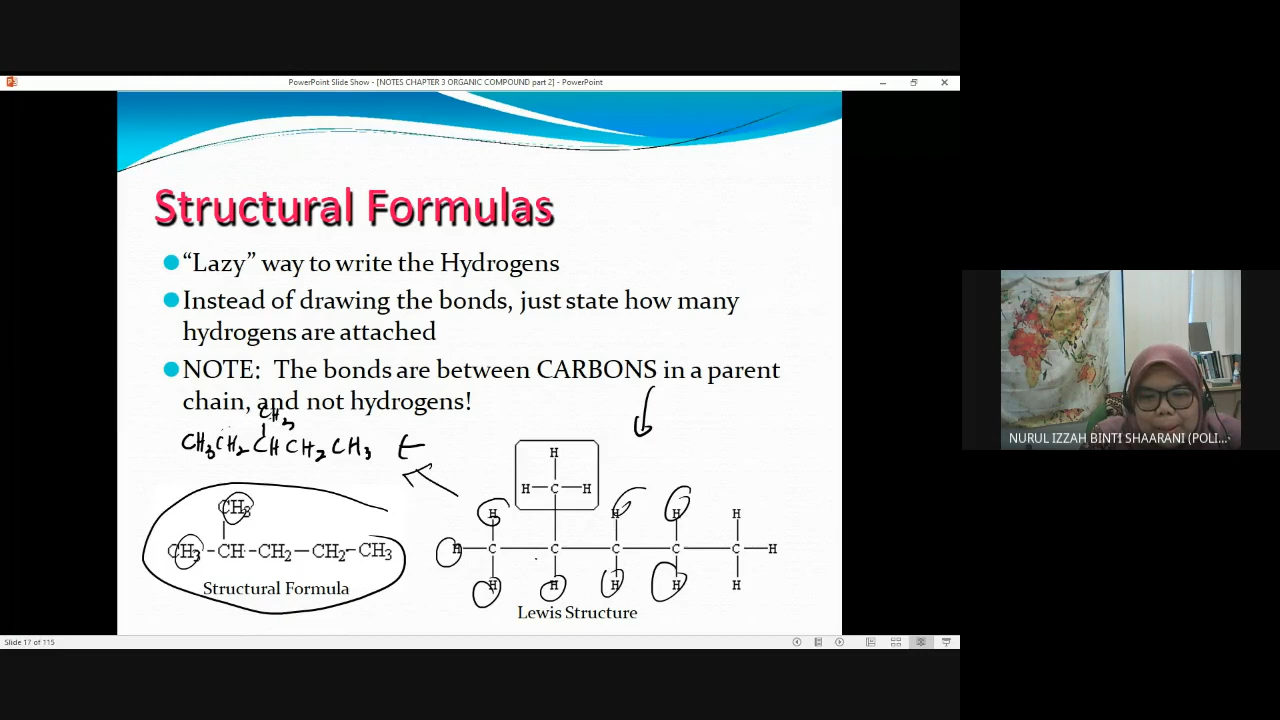 PowerPoint Slide Show - [NOTES CHAPTER 3 ORGANIC COMPOUND part 2] - PowerPoint
Structural Formulas
“Lazy” way to write the Hydrogens
Instead of drawing the bonds, just state how many
hydrogens are attached
NOTE: The bonds are between CARBONS in a parent
chain, and not hydrogens!
CH3
CH3CH2CHCH2CH3
H
H—C—H
CH3
H H H H
CH3—CH—CH2—CH2—CH3
H—C—C—C—C—C—H
H H H H H
Structural Formula
Lewis Structure
Slide 17 of 115
NURUL IZZAH BINTI SHAARANI (POLI...